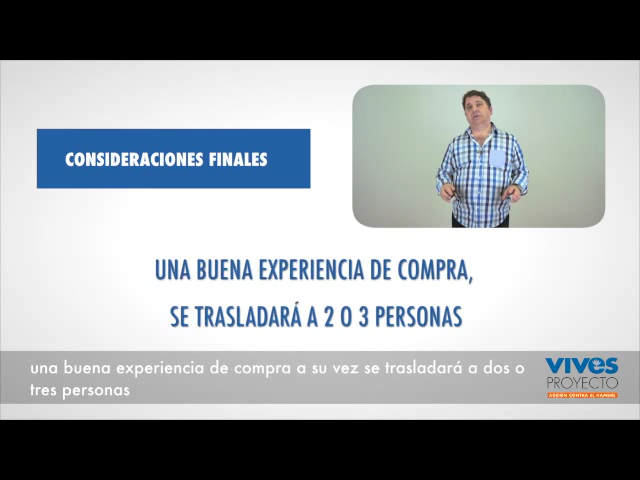 CONSIDERACIONES FINALES
UNA BUENA EXPERIENCIA DE COMPRA,
SE TRASLADARÁ A 2 O 3 PERSONAS
una buena experiencia de compra a su vez se trasladará a dos o
tres personas
VIVES
PROYECTO
ACCIÓN CONTRA EL HAMBRE